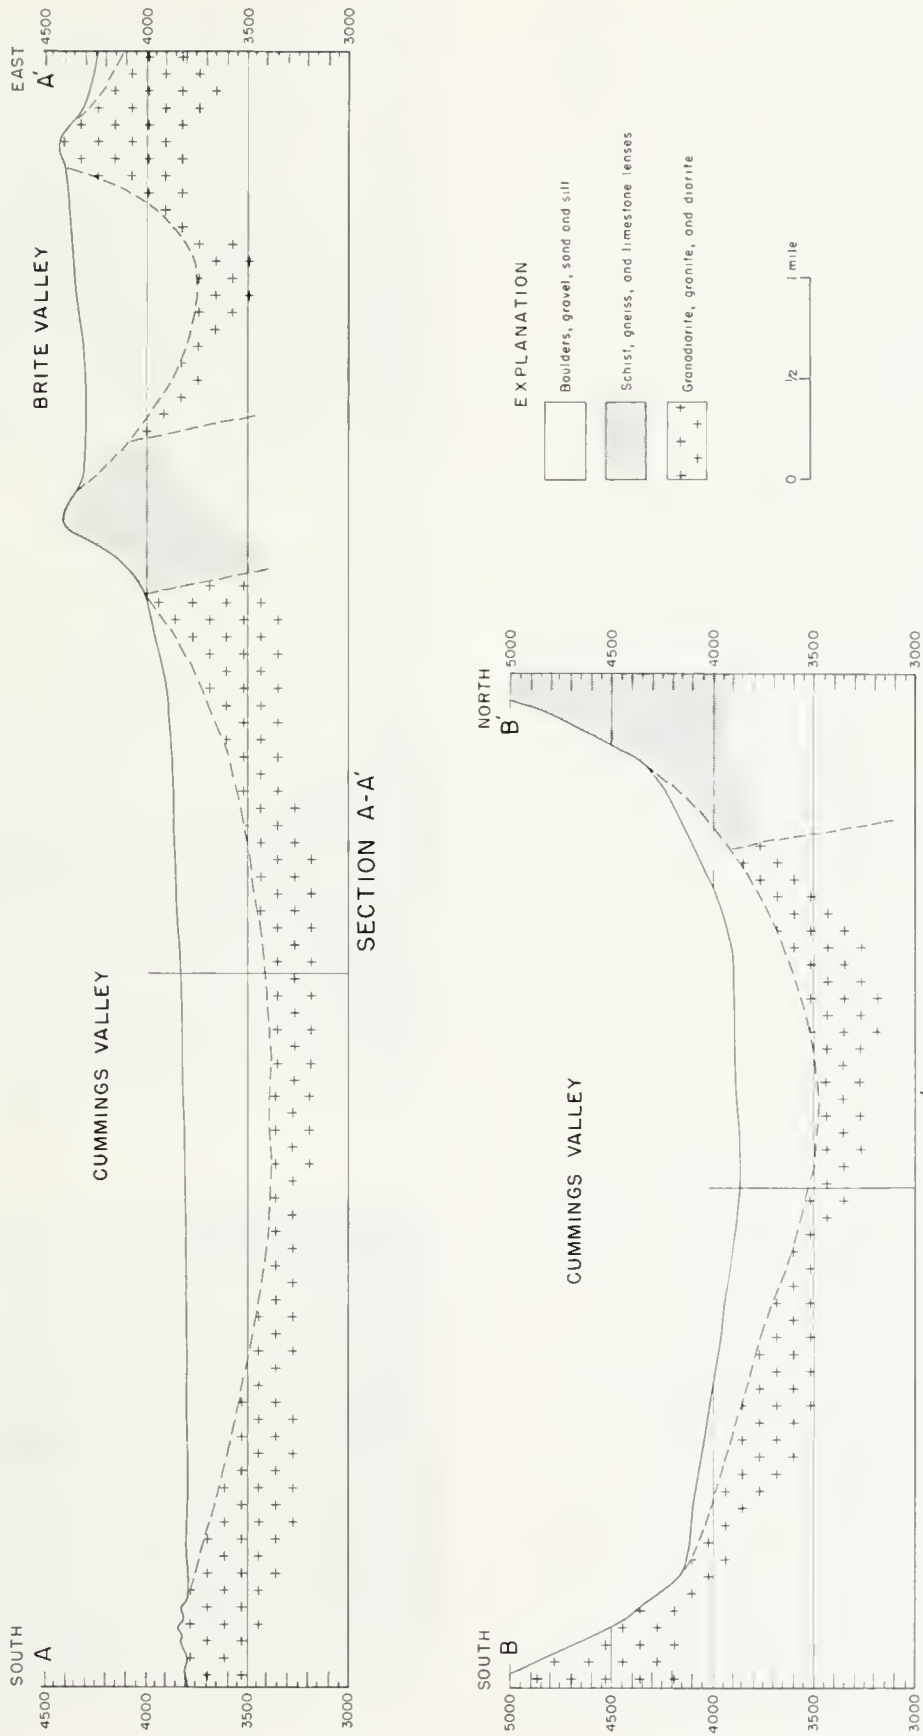 SOUTH
A
EAST
A'
4500
4000
3500
3000
4500
4000
3500
3000
CUMMINGS VALLEY
BRITE VALLEY
SECTION A-A'
SOUTH
B
NORTH
B'
5000
4500
4000
3500
3000
5000
4500
4000
3500
3000
CUMMINGS VALLEY
EXPLANATION
Boulders, gravel, sand and silt
Schist, gneiss, and limestone lenses
Granodiorite, granite, and diorite
0 1/2 1 mile